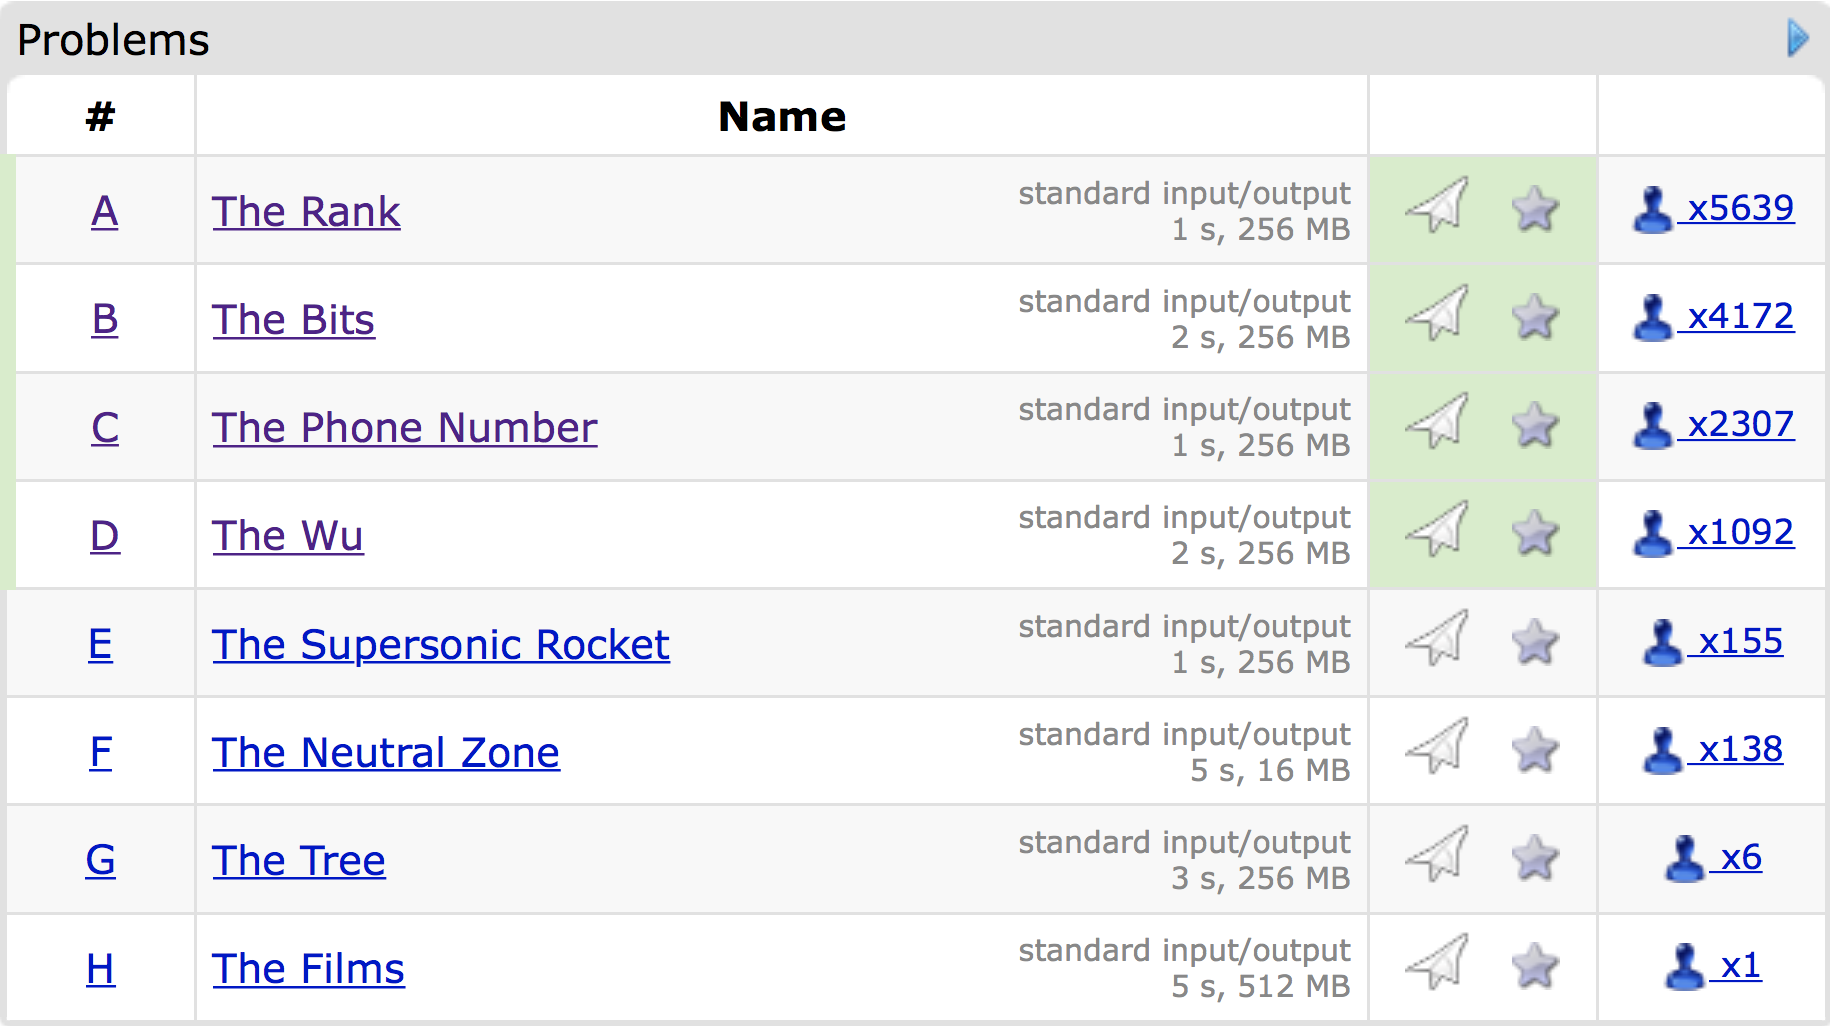 Problems
# Name
A The Rank standard input/output x5639
1 s, 256 MB
B The Bits standard input/output x4172
2 s, 256 MB
C The Phone Number standard input/output x2307
1 s, 256 MB
D The Wu standard input/output x1092
2 s, 256 MB
E The Supersonic Rocket standard input/output x155
1 s, 256 MB
F The Neutral Zone standard input/output x138
5 s, 16 MB
G The Tree standard input/output x6
3 s, 256 MB
H The Films standard input/output x1
5 s, 512 MB